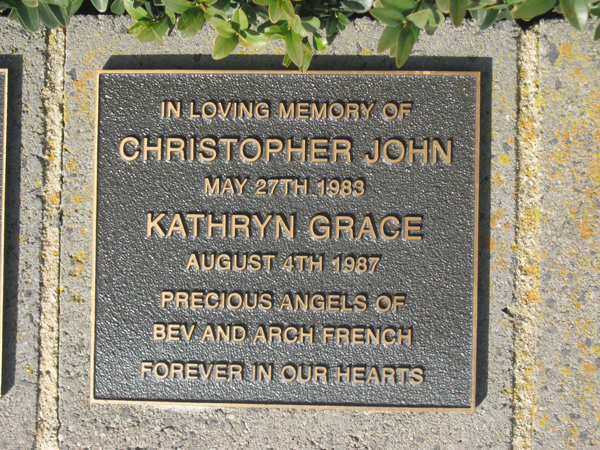 IN LOVING MEMORY OF
CHRISTOPHER JOHN
MAY 27TH 1983
KATHRYN GRACE
AUGUST 4TH 1987
PRECIOUS ANGELS OF
BEV AND ARCH FRENCH
FOREVER IN OUR HEARTS